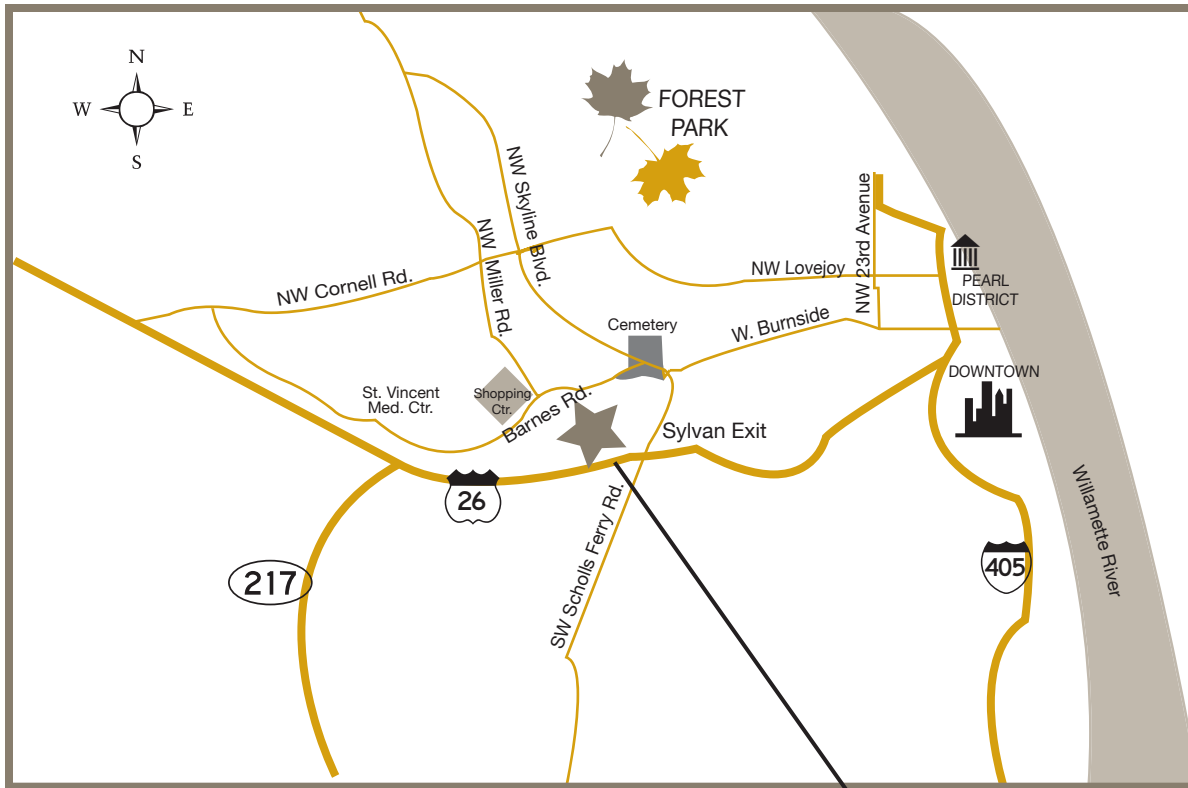 N
W
E
S
FOREST
PARK
NW Skyline Blvd.
NW 23rd Avenue
NW Miller Rd.
NW Lovejoy
NW Cornell Rd.
PEARL
DISTRICT
Cemetery
W. Burnside
DOWNTOWN
St. Vincent
Med. Ctr.
Shopping
Ctr.
Barnes Rd.
Sylvan Exit
26
SW Scholls Ferry Rd.
Willamette River
217
405